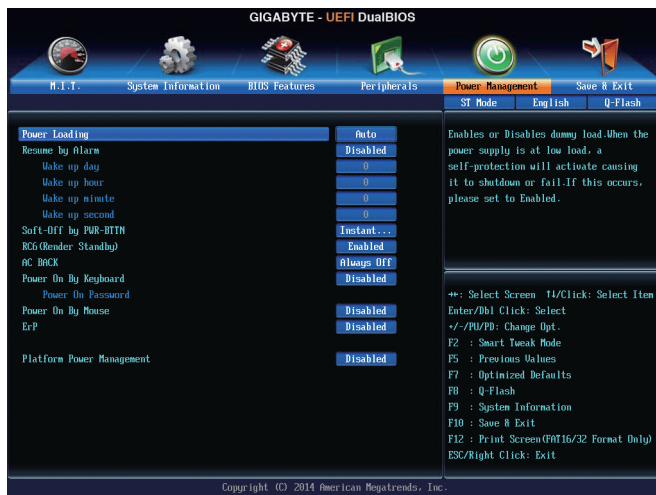 GIGABYTE - UEFI DualBIOS
M.I.T. System Information BIOS Features Peripherals Power Management Save & Exit
ST Mode English Q-Flash
Power Loading Auto
Resume by Alarm Disabled
Wake up day 0
Wake up hour 0
Wake up minute 0
Wake up second 0
Soft-Off by PWR-BTTN Instant...
RC6(Render Standby) Enabled
AC BACK Always Off
Power On By Keyboard Disabled
Power On Password
Power On By Mouse Disabled
ErP Disabled
Platform Power Management Disabled
Enables or Disables dummy load.When the
power supply is at low load, a
self-protection will activate causing
it to shutdown or fail.If this occurs,
please set to Enabled.
→←: Select Screen ↑↓/Click: Select Item
Enter/Dbl Click: Select
+/-/PU/PD: Change Opt.
F2 : Smart Tweak Mode
F5 : Previous Values
F7 : Optimized Defaults
F8 : Q-Flash
F9 : System Information
F10 : Save & Exit
F12 : Print Screen(FAT16/32 Format Only)
ESC/Right Click: Exit
Copyright (C) 2014 American Megatrends, Inc.